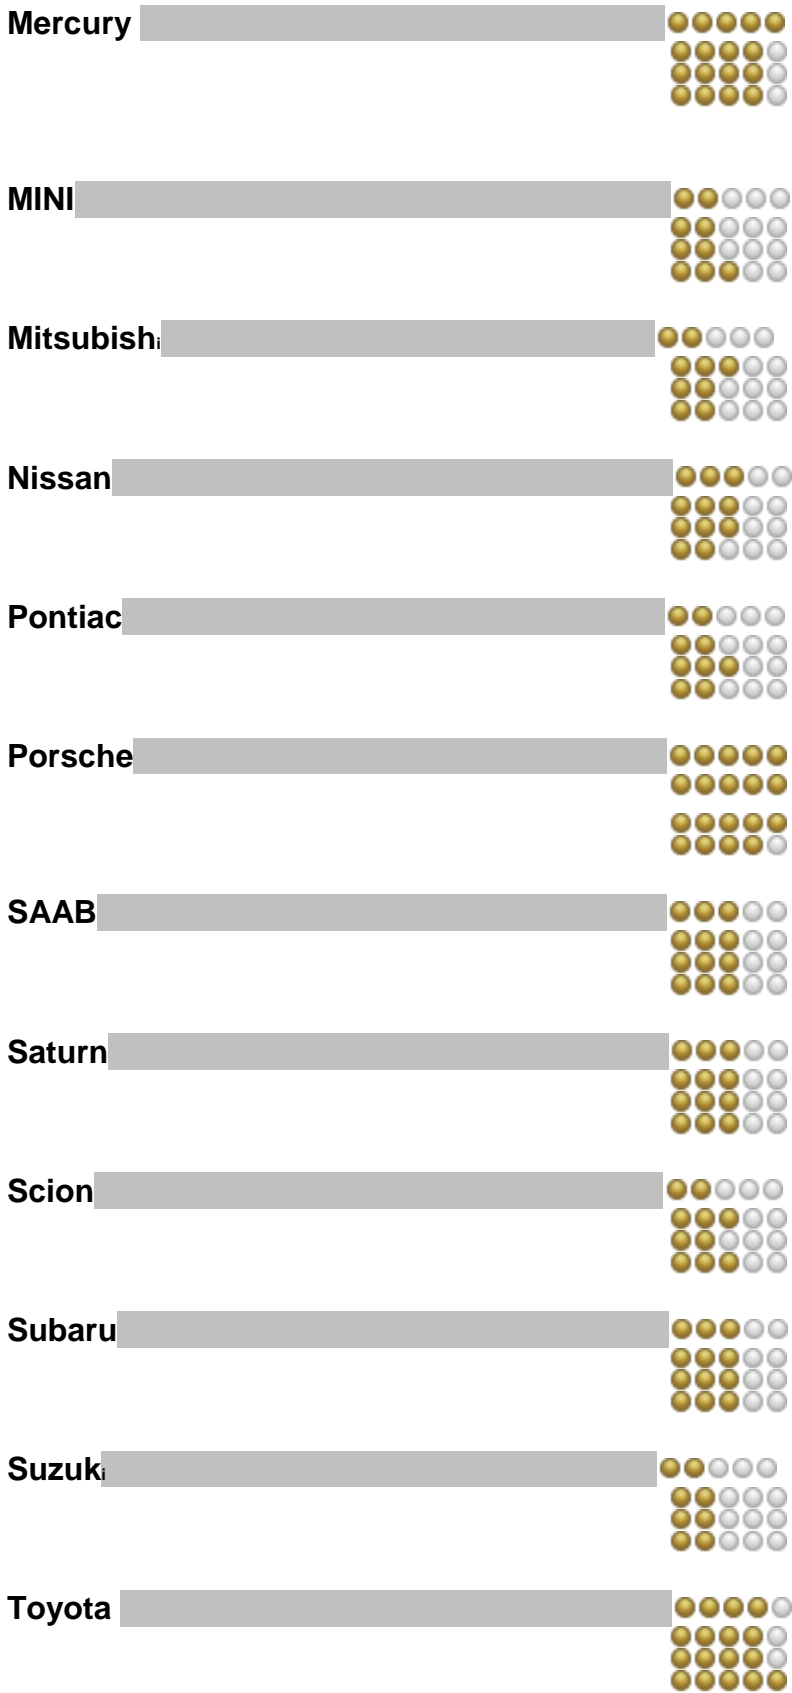 Mercury
MINI
Mitsubishi
Nissan
Pontiac
Porsche
SAAB
Saturn
Scion
Subaru
Suzuki
Toyota